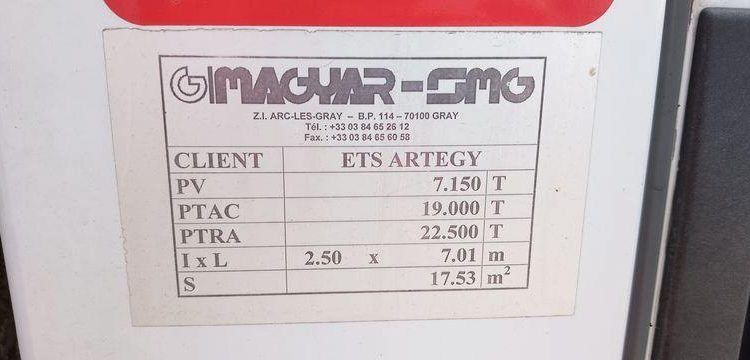 G MAGYAR-SMG
Z.I. ARC-LES-GRAY – B.P. 114 – 70100 GRAY
Tél. : +33 03 84 65 26 12
Fax. : +33 03 84 65 60 58
CLIENT ETS ARTEGY
PV 7.150 T
PTAC 19.000 T
PTRA 22.500 T
I x L 2.50 x 7.01 m
S 17.53 m²